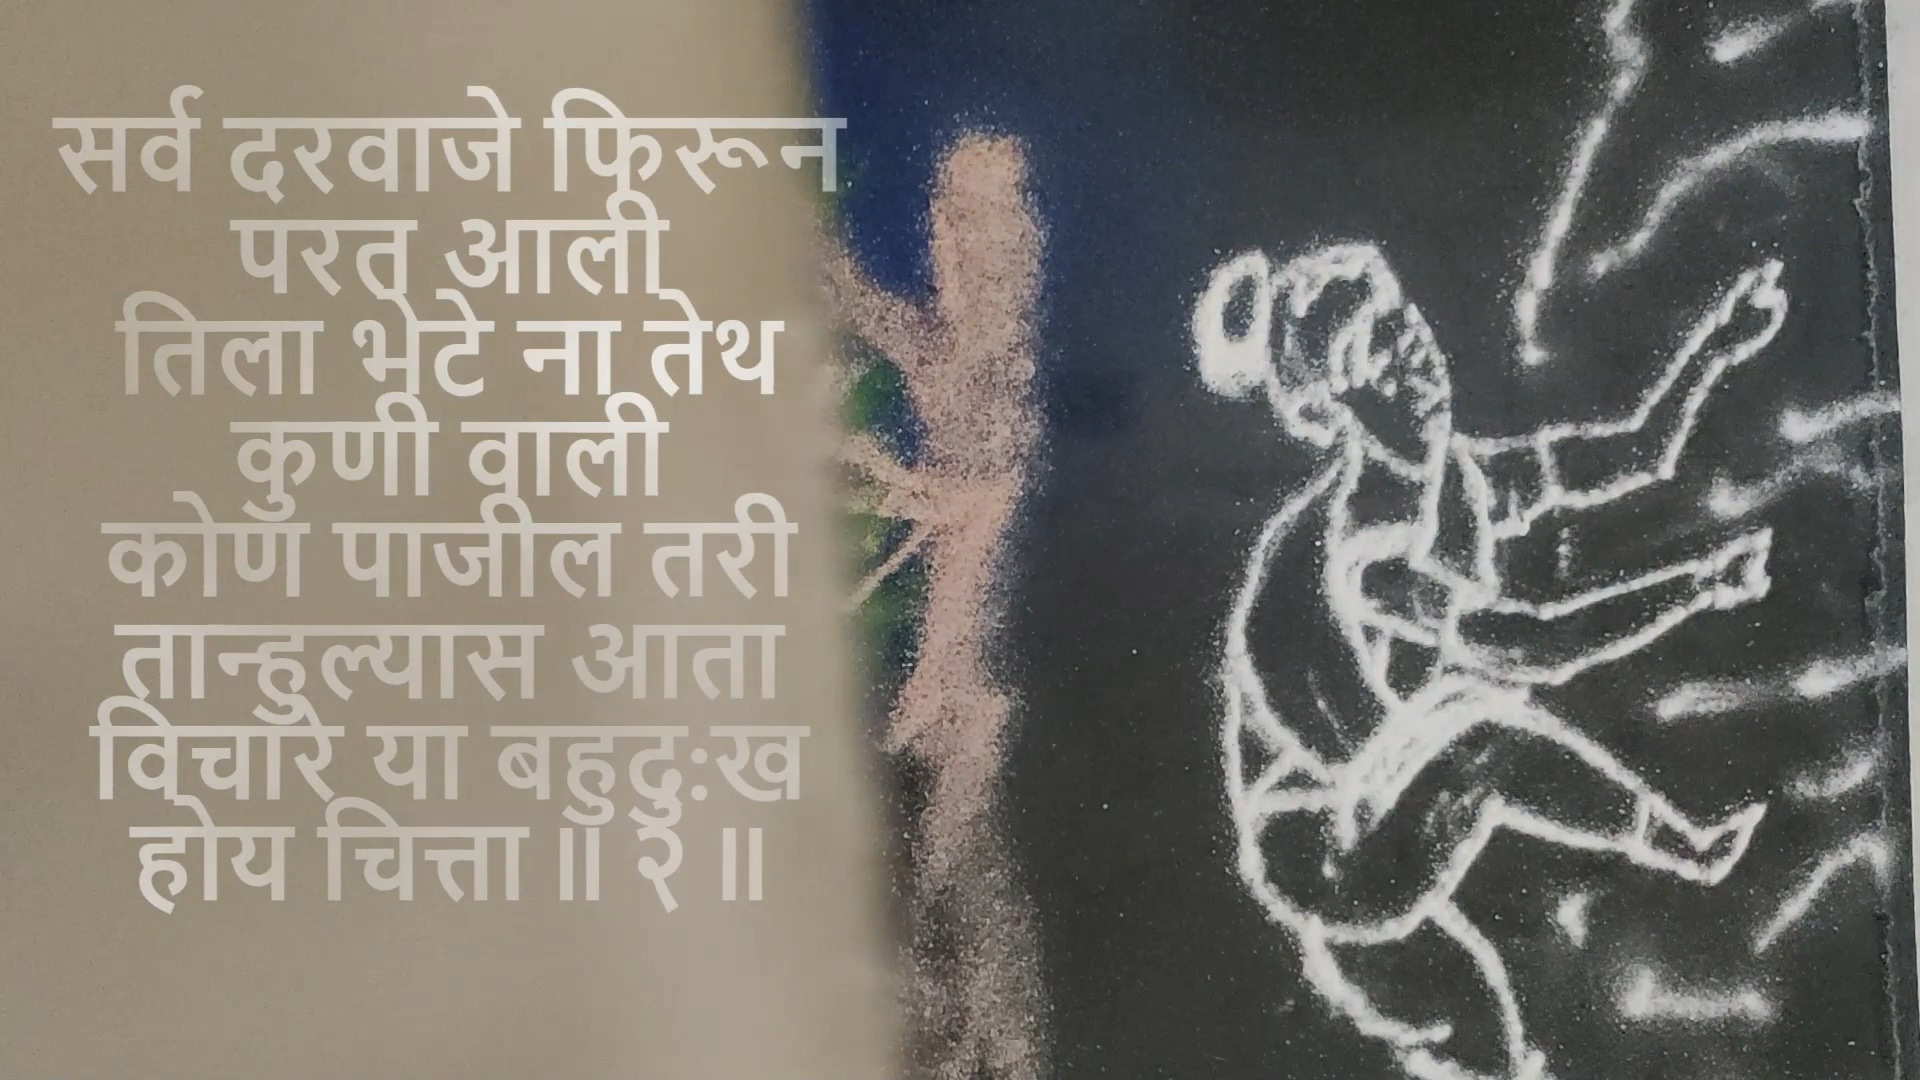 सर्व दरवाजे फिरून
परत आली
तिला भेटे ना तेथ
कुणी वाली
कोण पाजील तरी
तान्हुल्यास आता
विचारे या बहुदु:ख
होय चित्ता ॥ २ ॥